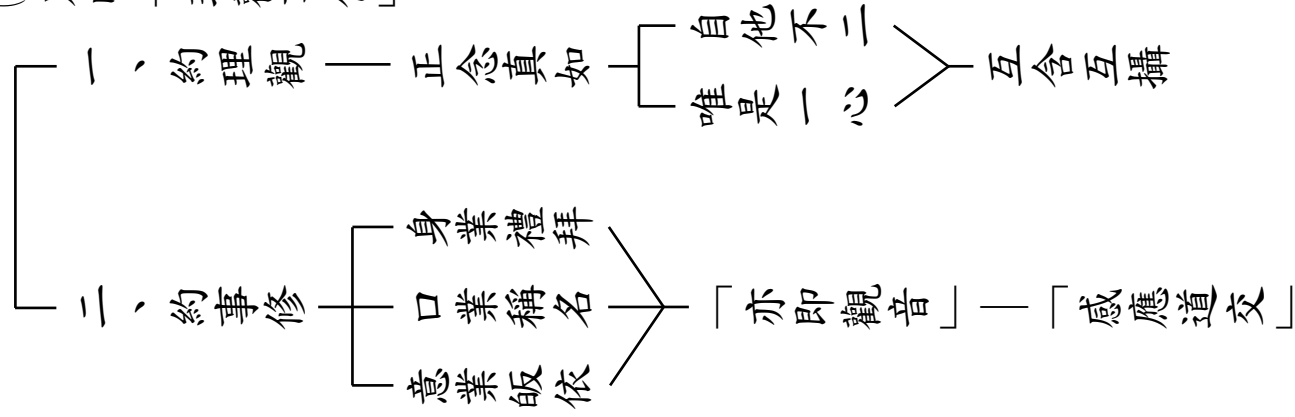 一、約理觀
正念真如
自他不二
唯是一心
互含互攝
二、約事修
身業禮拜
口業稱名
意業皈依
「亦即觀音」
「感應道交」